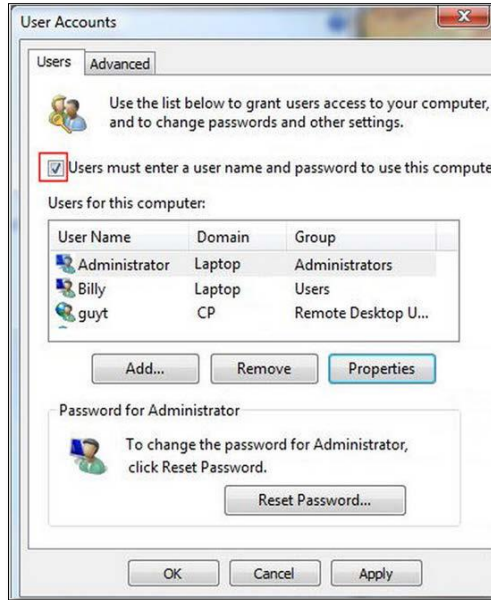 User Accounts
Users Advanced
Use the list below to grant users access to your computer,
and to change passwords and other settings.
Users must enter a user name and password to use this compute
Users for this computer:
User Name Domain Group
Administrator Laptop Administrators
Billy Laptop Users
guyt CP Remote Desktop U...
Add... Remove Properties
Password for Administrator
To change the password for Administrator,
click Reset Password.
Reset Password...
OK Cancel Apply